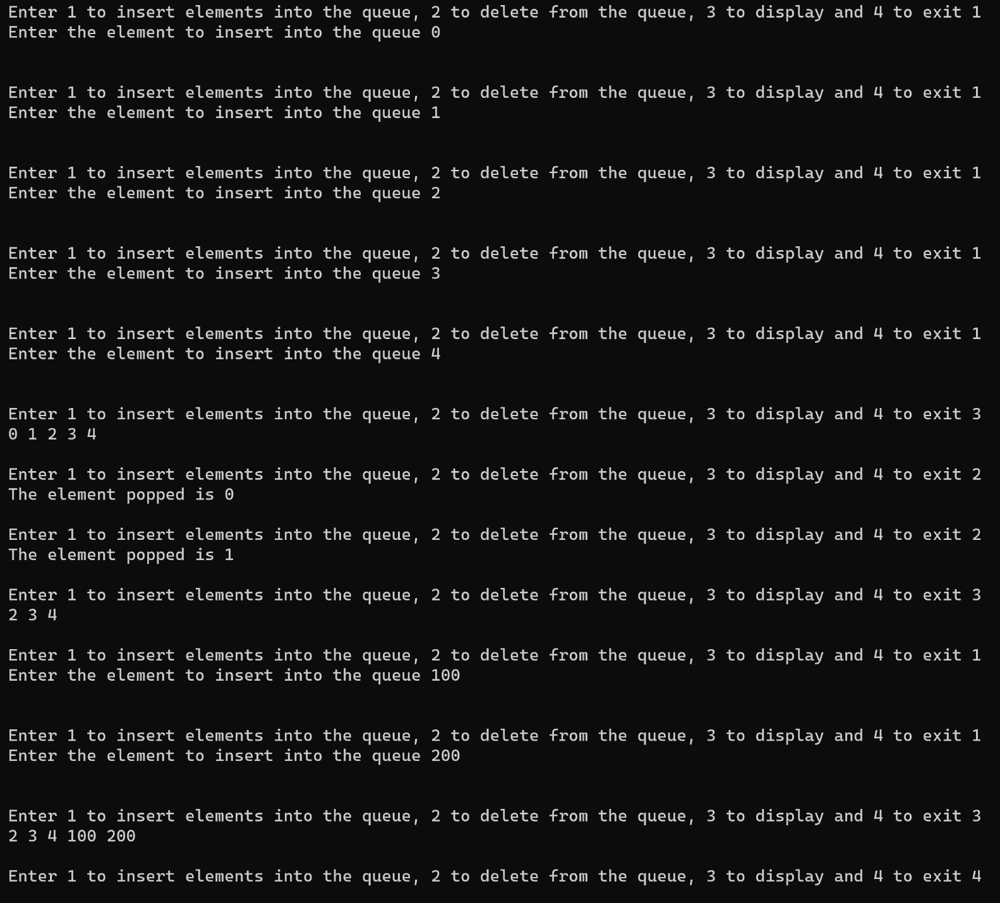 Enter 1 to insert elements into the queue, 2 to delete from the queue, 3 to display and 4 to exit 1
Enter the element to insert into the queue 0
Enter 1 to insert elements into the queue, 2 to delete from the queue, 3 to display and 4 to exit 1
Enter the element to insert into the queue 1
Enter 1 to insert elements into the queue, 2 to delete from the queue, 3 to display and 4 to exit 1
Enter the element to insert into the queue 2
Enter 1 to insert elements into the queue, 2 to delete from the queue, 3 to display and 4 to exit 1
Enter the element to insert into the queue 3
Enter 1 to insert elements into the queue, 2 to delete from the queue, 3 to display and 4 to exit 1
Enter the element to insert into the queue 4
Enter 1 to insert elements into the queue, 2 to delete from the queue, 3 to display and 4 to exit 3
0 1 2 3 4
Enter 1 to insert elements into the queue, 2 to delete from the queue, 3 to display and 4 to exit 2
The element popped is 0
Enter 1 to insert elements into the queue, 2 to delete from the queue, 3 to display and 4 to exit 2
The element popped is 1
Enter 1 to insert elements into the queue, 2 to delete from the queue, 3 to display and 4 to exit 3
2 3 4
Enter 1 to insert elements into the queue, 2 to delete from the queue, 3 to display and 4 to exit 1
Enter the element to insert into the queue 100
Enter 1 to insert elements into the queue, 2 to delete from the queue, 3 to display and 4 to exit 1
Enter the element to insert into the queue 200
Enter 1 to insert elements into the queue, 2 to delete from the queue, 3 to display and 4 to exit 3
2 3 4 100 200
Enter 1 to insert elements into the queue, 2 to delete from the queue, 3 to display and 4 to exit 4